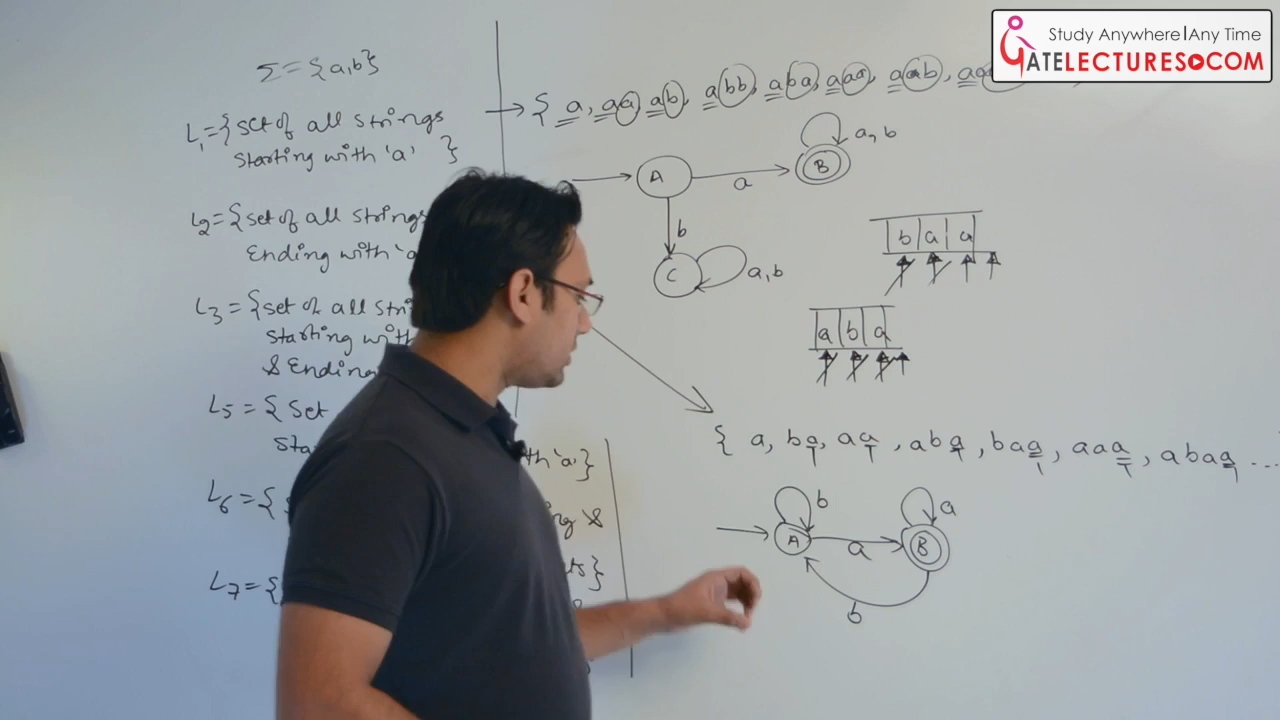 Study Anywhere | Any Time
GATELECTURES.COM
Σ = {a,b}
L₁ = {set of all strings
starting with 'a' }
→ { a, aa, ab, abb, aba, aaa, aab,
L₂ = {set of all strings
Ending with 'a
L₃ = {set of all
starting with
& Ending
L₅ = {Set
L₆ = {
L₇ = {
'a'}
&
A
a
B
a, b
b
C
a, b
b a a
a b a
{ a, ba, aa, aba, baa, aaa, abaa, ...
b
A
a
B
a
b